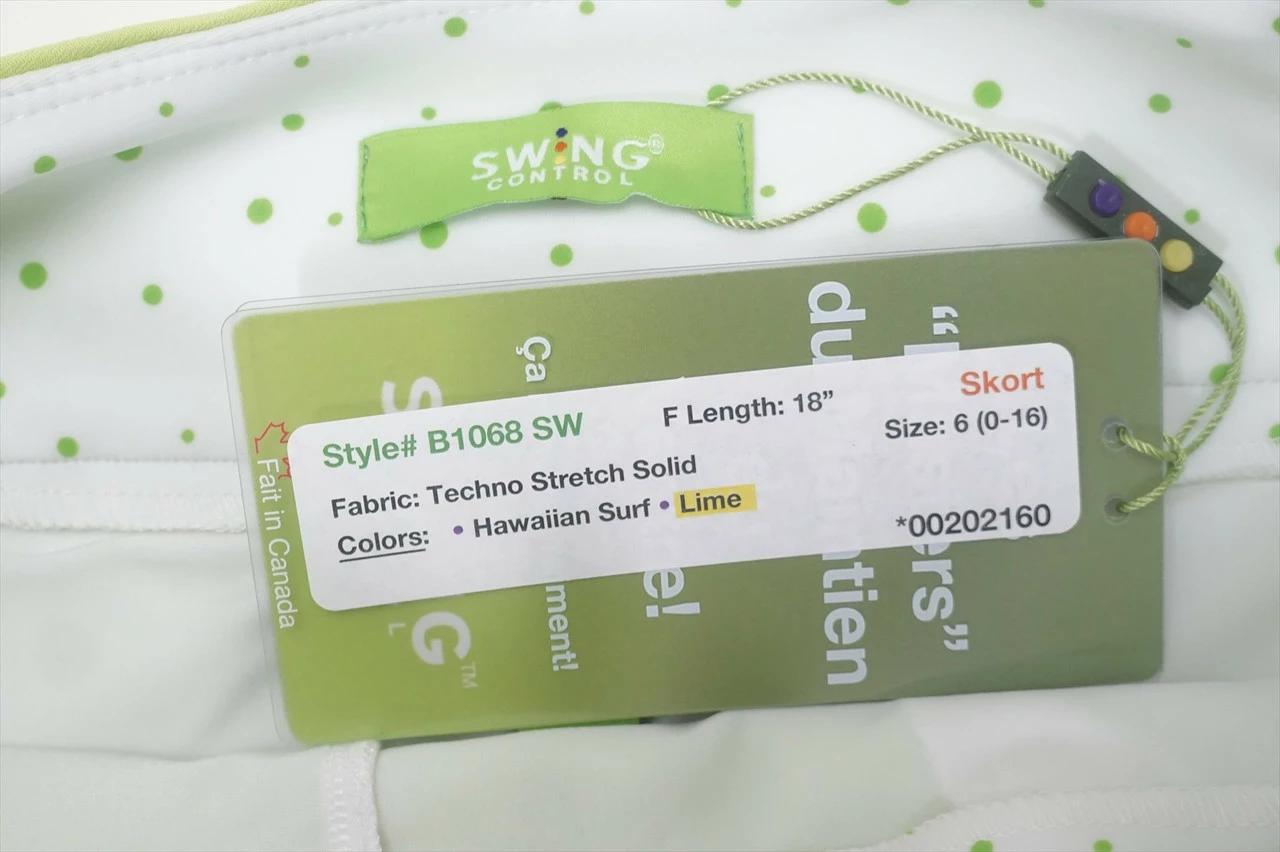 SWING®
CONTROL
Style# B1068 SW
F Length: 18”
Skort
Size: 6 (0-16)
Fabric: Techno Stretch Solid
Colors: • Hawaiian Surf • Lime
*00202160
Fait in Canada
S G™
L
Ça ment!
e!
du tien
“ ers”